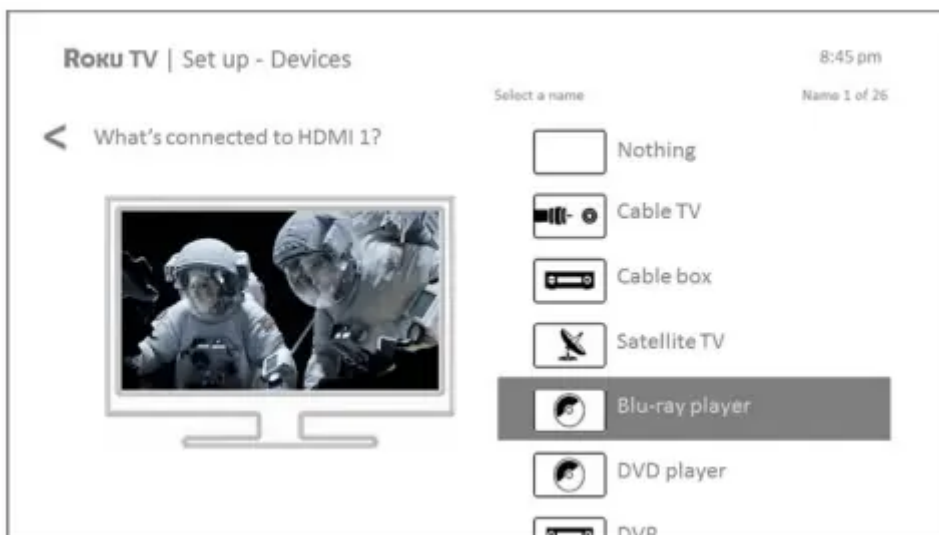 Roku TV | Set up - Devices
8:45 pm
Select a name
Name 1 of 26
< What's connected to HDMI 1?
Nothing
Cable TV
Cable box
Satellite TV
Blu-ray player
DVD player
DVR